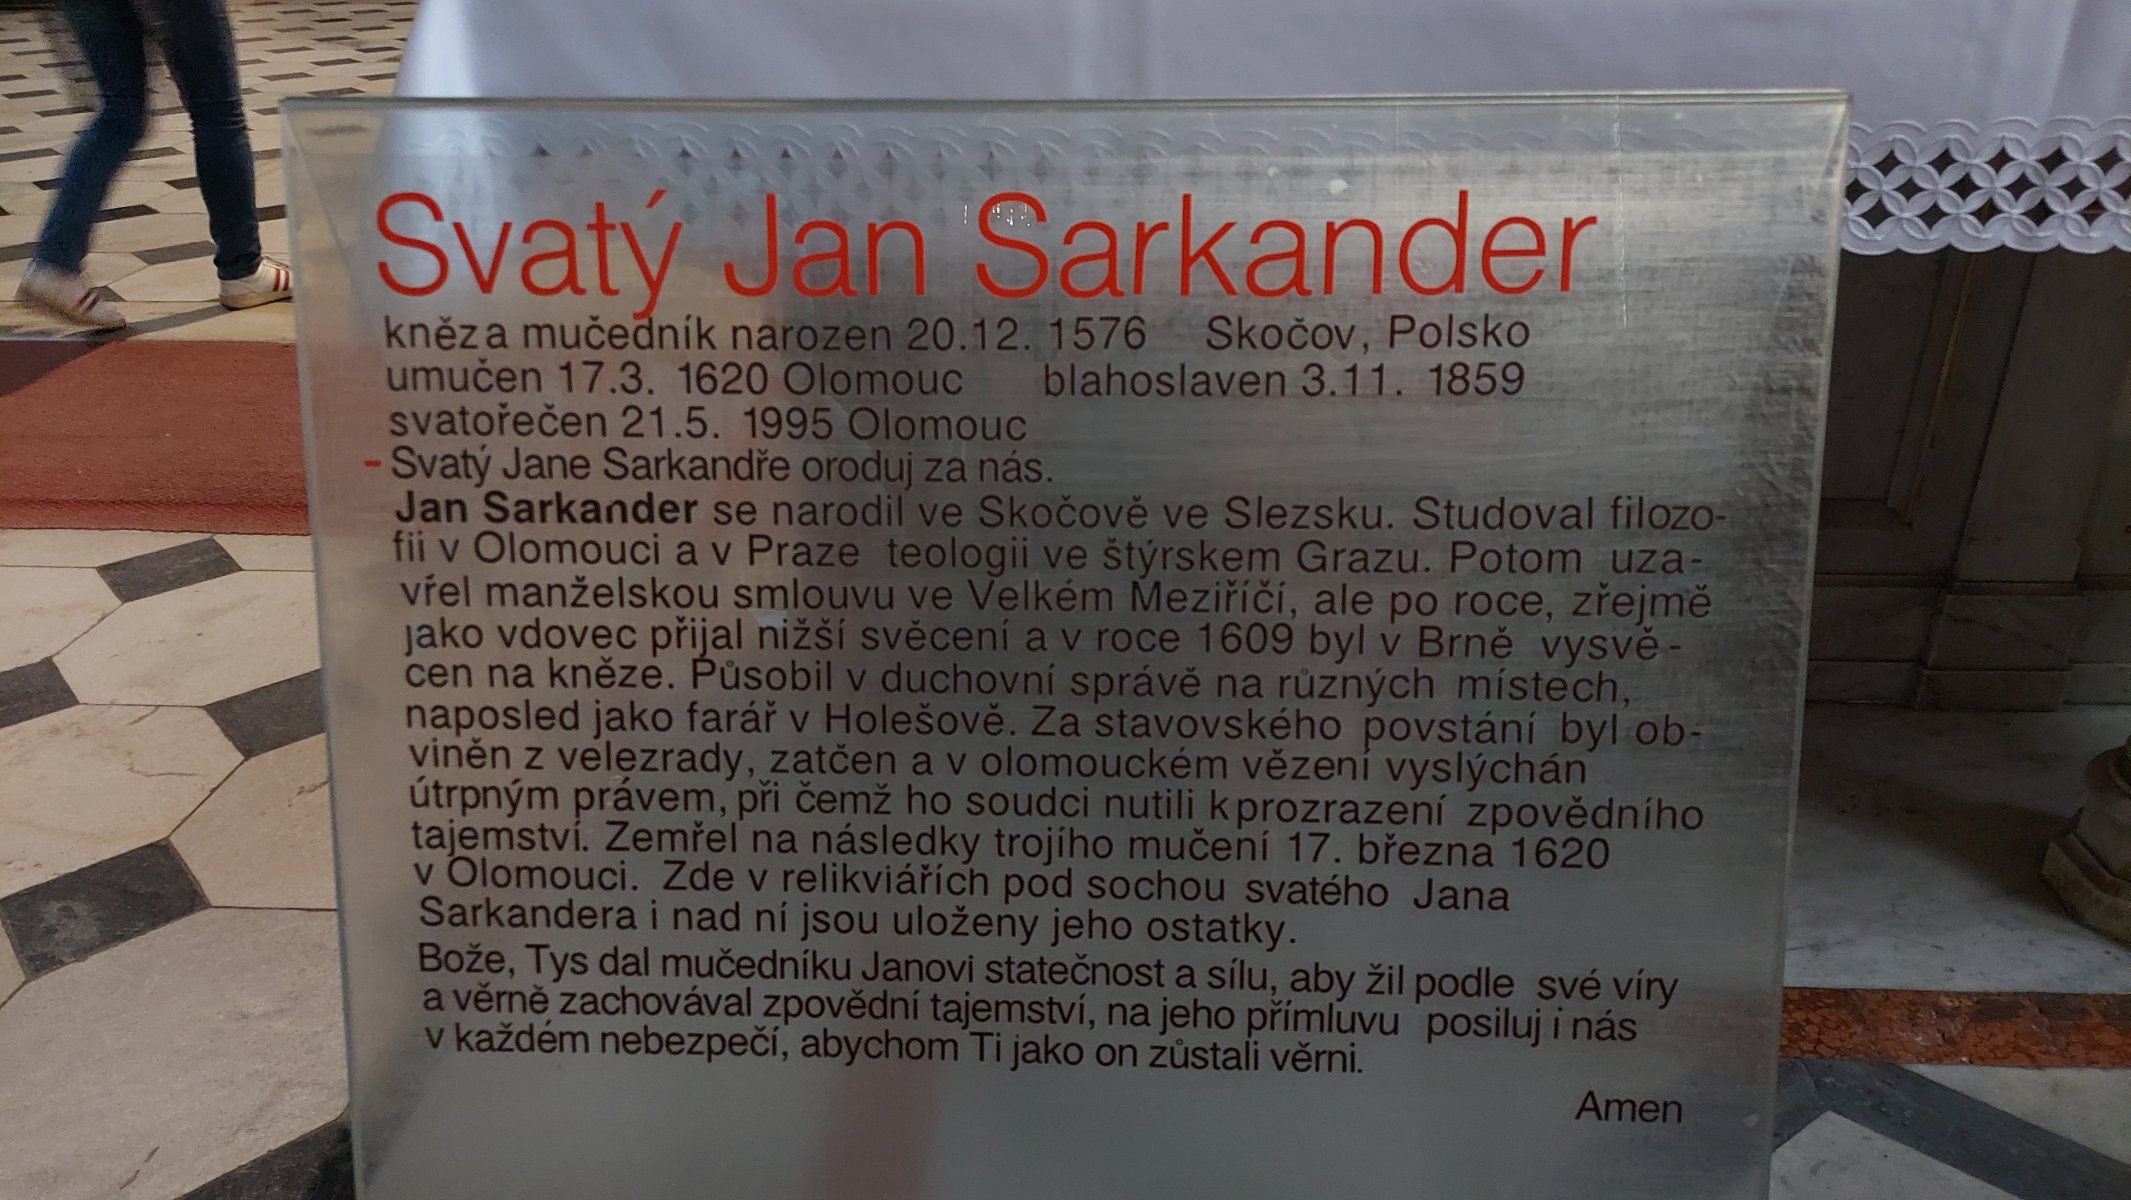 Svatý Jan Sarkander
kněz a mučedník narozen 20.12. 1576 Skočov, Polsko
umučen 17.3. 1620 Olomouc blahoslaven 3.11. 1859
svatořečen 21.5. 1995 Olomouc
- Svatý Jane Sarkandře oroduj za nás.
Jan Sarkander se narodil ve Skočově ve Slezsku. Studoval filozo-
fii v Olomouci a v Praze teologii ve štýrskem Grazu. Potom uza-
vřel manželskou smlouvu ve Velkém Meziříčí, ale po roce, zřejmě
jako vdovec přijal nižší svěcení a v roce 1609 byl v Brně vysvě-
cen na kněze. Působil v duchovní správě na různých místech,
naposled jako farář v Holešově. Za stavovského povstání byl ob-
viněn z velezrady, zatčen a v olomouckém vězení vyslýchán
útrpným právem, při čemž ho soudci nutili k prozrazení zpovědního
tajemství. Zemřel na následky trojího mučení 17. března 1620
v Olomouci. Zde v relikviářích pod sochou svatého Jana
Sarkandera i nad ní jsou uloženy jeho ostatky.
Bože, Tys dal mučedníku Janovi statečnost a sílu, aby žil podle své víry
a věrně zachovával zpovědní tajemství, na jeho přímluvu posiluj i nás
v každém nebezpečí, abychom Ti jako on zůstali věrni.
Amen